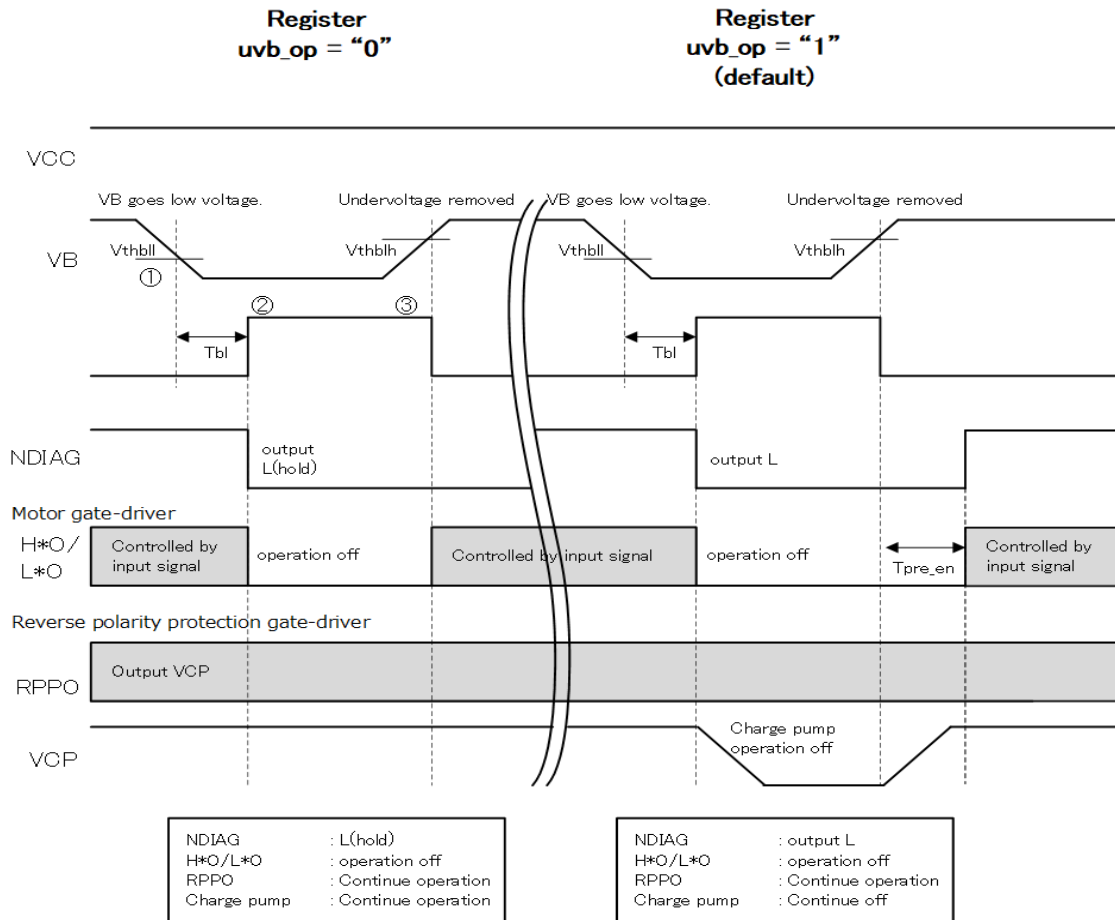 Register
uvb_op = “0”
Register
uvb_op = “1”
(default)
VCC
VB goes low voltage.
Undervoltage removed
VB goes low voltage.
Undervoltage removed
VB
Vthbll
Vthblh
Vthbll
Vthblh
①
②
③
Tbl
Tbl
NDIAG
output
L(hold)
output L
Motor gate-driver
H*O/
L*O
Controlled by
input signal
operation off
Controlled by input signal
operation off
Tpre_en
Controlled by
input signal
Reverse polarity protection gate-driver
RPPO
Output VCP
VCP
Charge pump
operation off
NDIAG : L(hold)
H*O/L*O : operation off
RPPO : Continue operation
Charge pump : Continue operation
NDIAG : output L
H*O/L*O : operation off
RPPO : Continue operation
Charge pump : Continue off